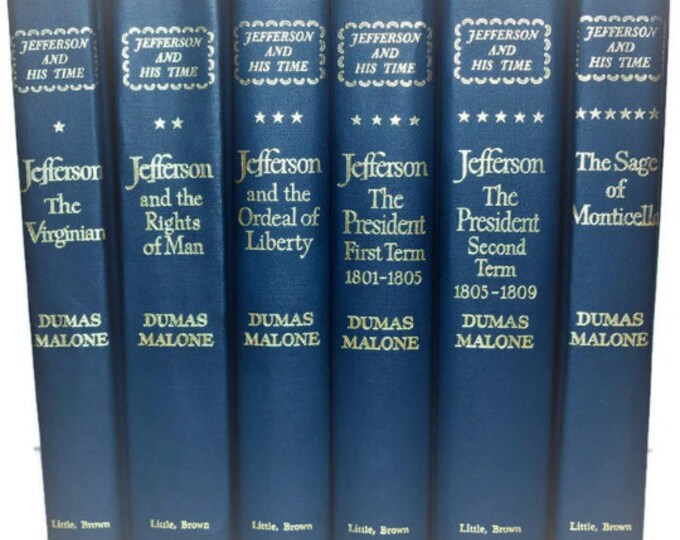 JEFFERSON
AND
HIS TIME
★
Jefferson
The
Virginian
DUMAS
MALONE
Little, Brown
JEFFERSON
AND
HIS TIME
★★
Jefferson
and the
Rights
of Man
DUMAS
MALONE
Little, Brown
JEFFERSON
AND
HIS TIME
★★★
Jefferson
and the
Ordeal of
Liberty
DUMAS
MALONE
Little, Brown
JEFFERSON
AND
HIS TIME
★★★★
Jefferson
The
President
First Term
1801-1805
DUMAS
MALONE
Little, Brown
JEFFERSON
AND
HIS TIME
★★★★★
Jefferson
The
President
Second
Term
1805-1809
DUMAS
MALONE
Little, Brown
JEFFERSON
AND
HIS TIME
★★★★★★
The Sage
of
Monticello
DUMAS
MALONE
Little, Brown